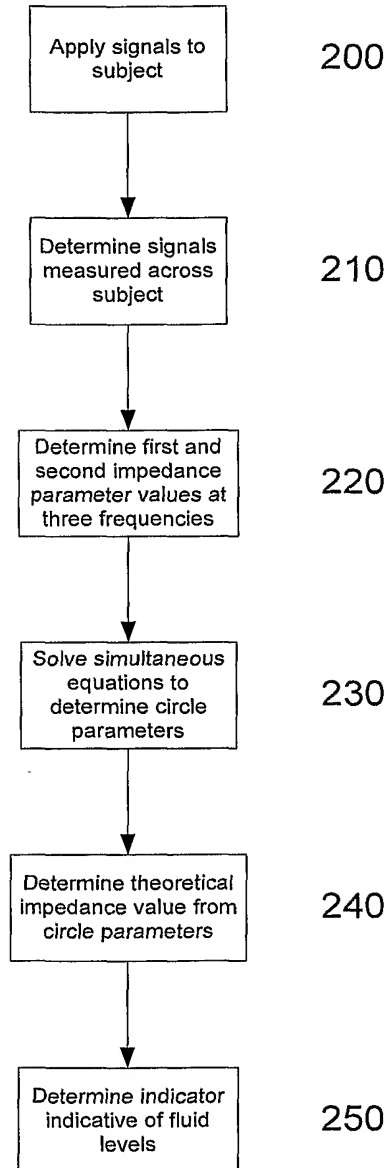 Apply signals to
subject
200
Determine signals
measured across
subject
210
Determine first and
second impedance
parameter values at
three frequencies
220
Solve simultaneous
equations to
determine circle
parameters
230
Determine theoretical
impedance value from
circle parameters
240
Determine indicator
indicative of fluid
levels
250